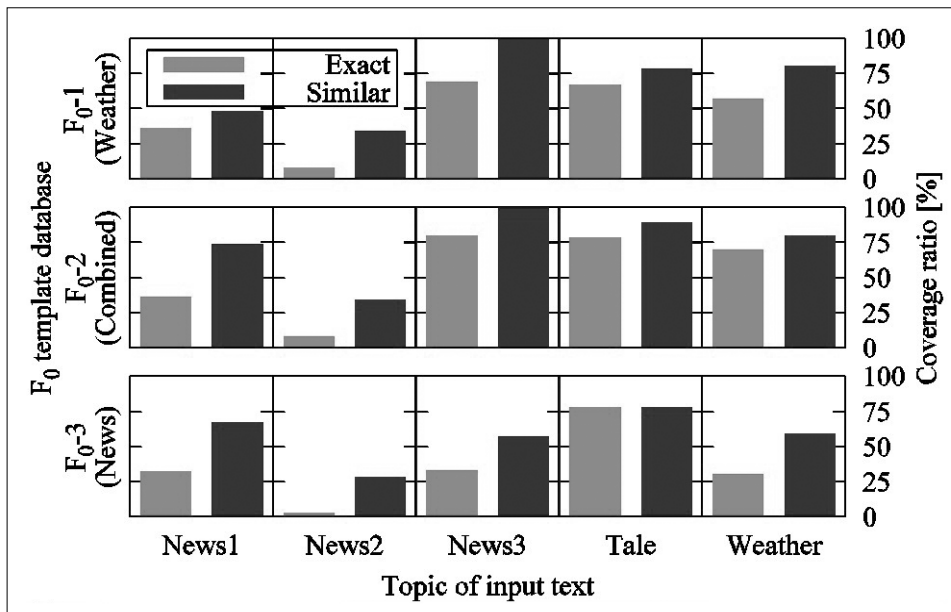 Exact
Similar
F0-1
(Weather)
100
75
50
25
0
F0-2
(Combined)
100
75
50
25
0
F0-3
(News)
100
75
50
25
0
F0 template database
Coverage ratio [%]
News1 News2 News3 Tale Weather
Topic of input text